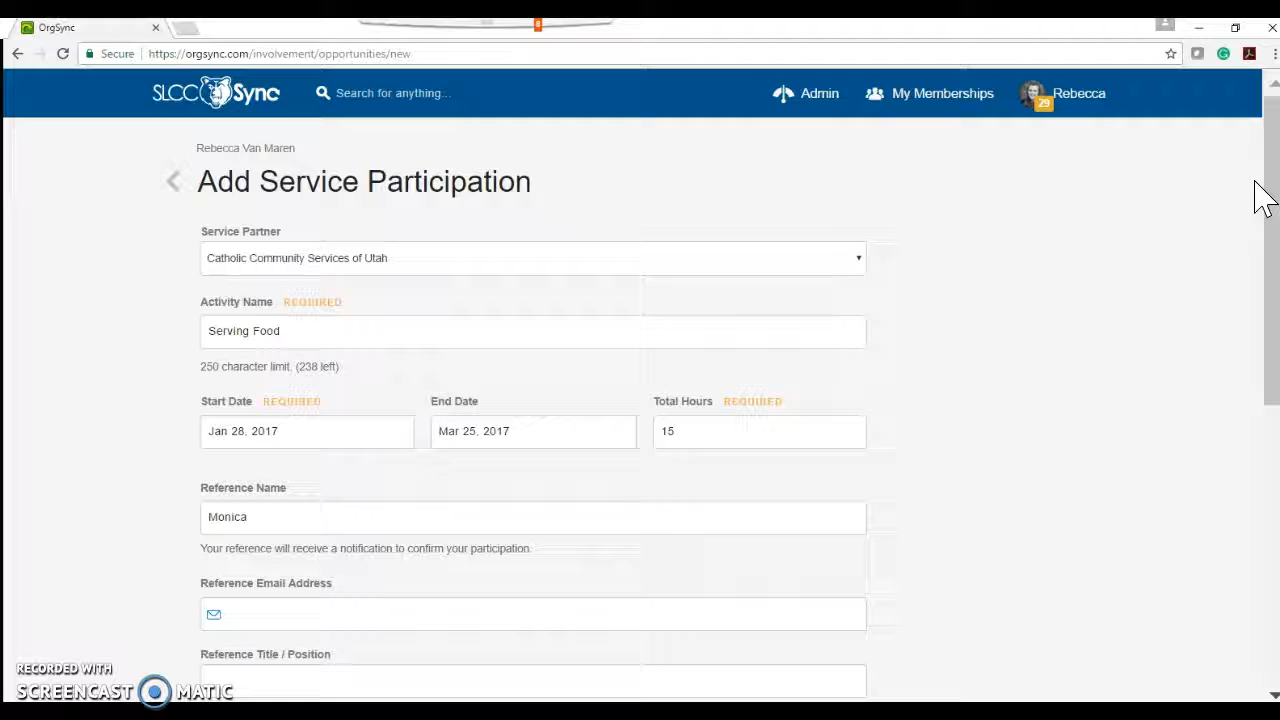 OrgSync
Secure https://orgsync.com/involvement/opportunities/new
SLCC Sync Search for anything... Admin My Memberships 29 Rebecca
Rebecca Van Maren
Add Service Participation
Service Partner
Catholic Community Services of Utah
Activity Name REQUIRED
Serving Food
250 character limit. (238 left)
Start Date REQUIRED End Date Total Hours REQUIRED
Jan 28, 2017 Mar 25, 2017 15
Reference Name
Monica
Your reference will receive a notification to confirm your participation.
Reference Email Address
Reference Title / Position
RECORDED WITH
SCREENCAST MATIC